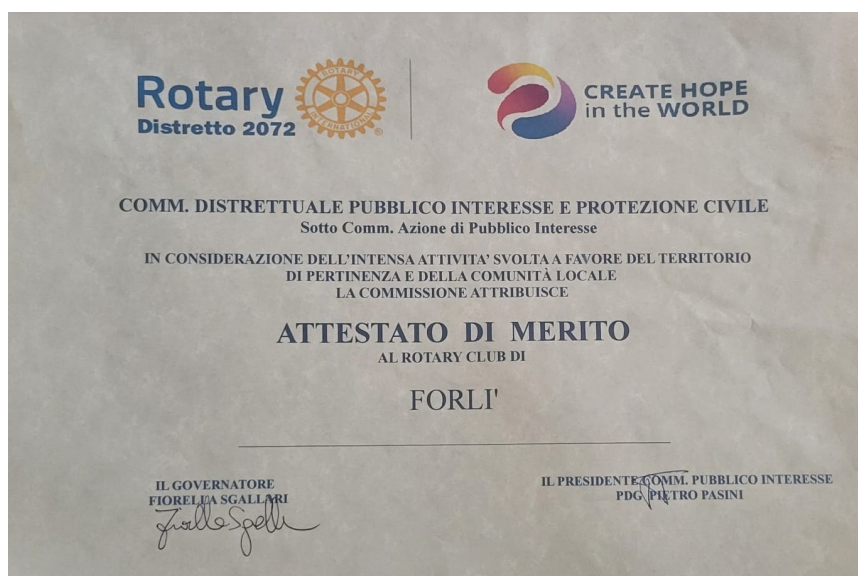 Rotary
Distretto 2072
ROTARY
INTERNATIONAL
CREATE HOPE
in the WORLD
COMM. DISTRETTUALE PUBBLICO INTERESSE E PROTEZIONE CIVILE
Sotto Comm. Azione di Pubblico Interesse
IN CONSIDERAZIONE DELL'INTENSA ATTIVITA' SVOLTA A FAVORE DEL TERRITORIO
DI PERTINENZA E DELLA COMUNITÀ LOCALE
LA COMMISSIONE ATTRIBUISCE
ATTESTATO DI MERITO
AL ROTARY CLUB DI
FORLI'
IL GOVERNATORE
FIORELLA SGALLARI
IL PRESIDENTE COMM. PUBBLICO INTERESSE
PDG PIETRO PASINI